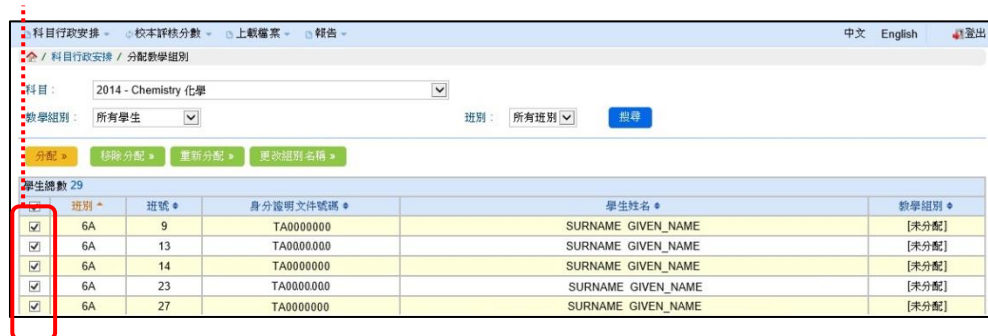 科目行政安排 校本評核分數 上載檔案 報告 中文 English 登出
/ 科目行政安排 / 分配教學組別
科目： 2014 - Chemistry 化學
教學組別： 所有學生 班別： 所有班別 搜尋
分配 » 移除分配 » 重新分配 » 更改組別名稱 »
學生總數 29
班別 班號 身分證明文件號碼 學生姓名 教學組別
6A 9 TA0000000 SURNAME GIVEN_NAME [未分配]
6A 13 TA0000000 SURNAME GIVEN_NAME [未分配]
6A 14 TA0000000 SURNAME GIVEN_NAME [未分配]
6A 23 TA0000000 SURNAME GIVEN_NAME [未分配]
6A 27 TA0000000 SURNAME GIVEN_NAME [未分配]